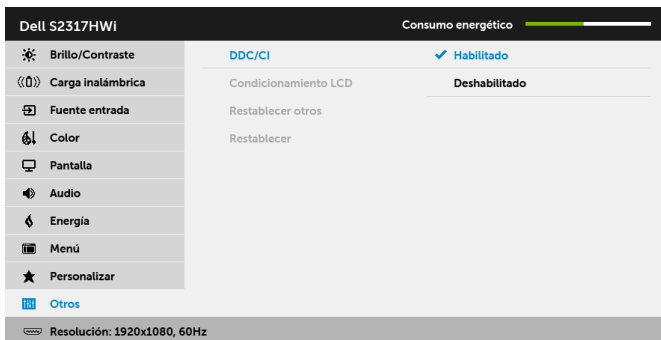 Dell S2317HWi
Consumo energético
Brillo/Contraste
DDC/CI
Habilitado
Carga inalámbrica
Condicionamiento LCD
Deshabilitado
Fuente entrada
Restablecer otros
Color
Restablecer
Pantalla
Audio
Energía
Menú
Personalizar
Otros
Resolución: 1920x1080, 60Hz